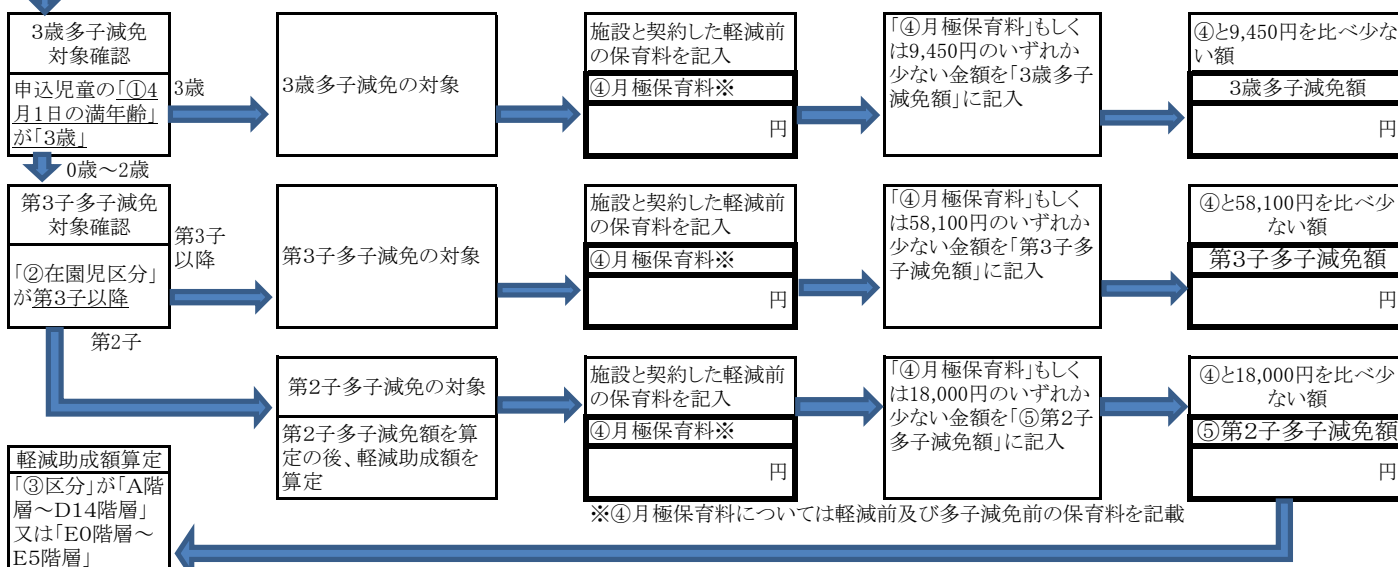 3歳多子減免
対象確認
申込児童の「①4
月1日の満年齢」
が「3歳」
3歳
3歳多子減免の対象
施設と契約した軽減前
の保育料を記入
④月極保育料※
円
「④月極保育料」もしく
は9,450円のいずれか
少ない金額を「3歳多子
減免額」に記入
④と9,450円を比べ少な
い額
3歳多子減免額
円
0歳～2歳
第3子多子減免
対象確認
「②在園児区分」
が第3子以降
第3子
以降
第3子多子減免の対象
施設と契約した軽減前
の保育料を記入
④月極保育料※
円
「④月極保育料」もしく
は58,100円のいずれか
少ない金額を「第3子多
子減免額」に記入
④と58,100円を比べ少
ない額
第3子多子減免額
円
第2子
第2子多子減免の対象
第2子多子減免額を算
定の後、軽減助成額を
算定
施設と契約した軽減前
の保育料を記入
④月極保育料※
円
「④月極保育料」もしく
は18,000円のいずれか
少ない金額を「⑤第2子
多子減免額」に記入
④と18,000円を比べ少
ない額
⑤第2子多子減免額
円
※④月極保育料については軽減前及び多子減免前の保育料を記載
軽減助成額算定
「③区分」が「A階
層～D14階層」
又は「E0階層～
E5階層」